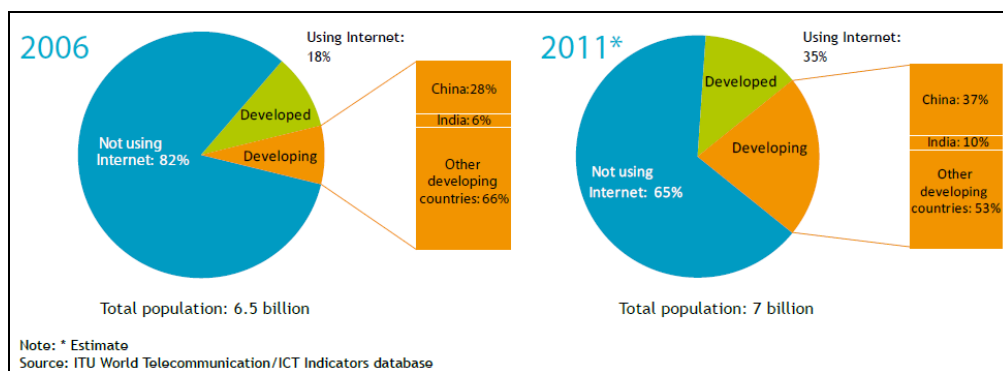 2006
Using Internet:
18%
Developed
Not using
Internet: 82%
Developing
China:28%
India:6%
Other
developing
countries:66%
Total population: 6.5 billion
2011*
Using Internet:
35%
Developed
Developing
Not using
Internet: 65%
China: 37%
India: 10%
Other
developing
countries: 53%
Total population: 7 billion
Note: * Estimate
Source: ITU World Telecommunication/ICT Indicators database